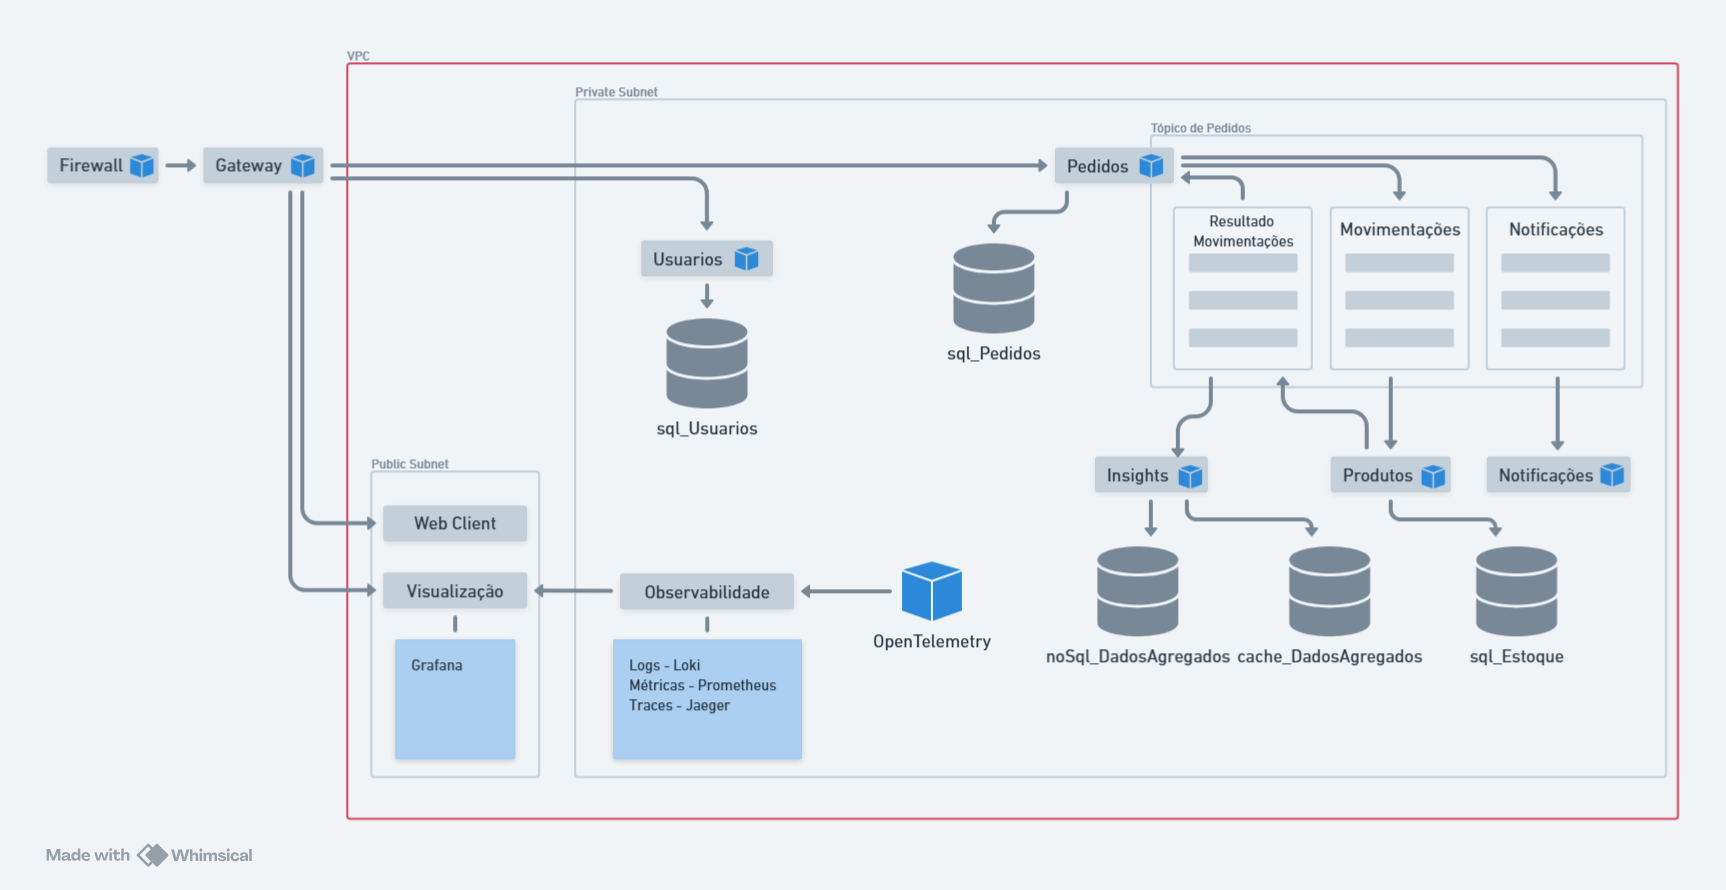 VPC
Private Subnet
Tópico de Pedidos
Firewall
Gateway
Pedidos
Resultado
Movimentações
Movimentações
Notificações
Usuarios
sql_Pedidos
sql_Usuarios
Public Subnet
Insights
Produtos
Notificações
Web Client
Visualização
Observabilidade
OpenTelemetry
noSql_DadosAgregados
cache_DadosAgregados
sql_Estoque
Grafana
Logs - Loki
Métricas - Prometheus
Traces - Jaeger
Made with Whimsical